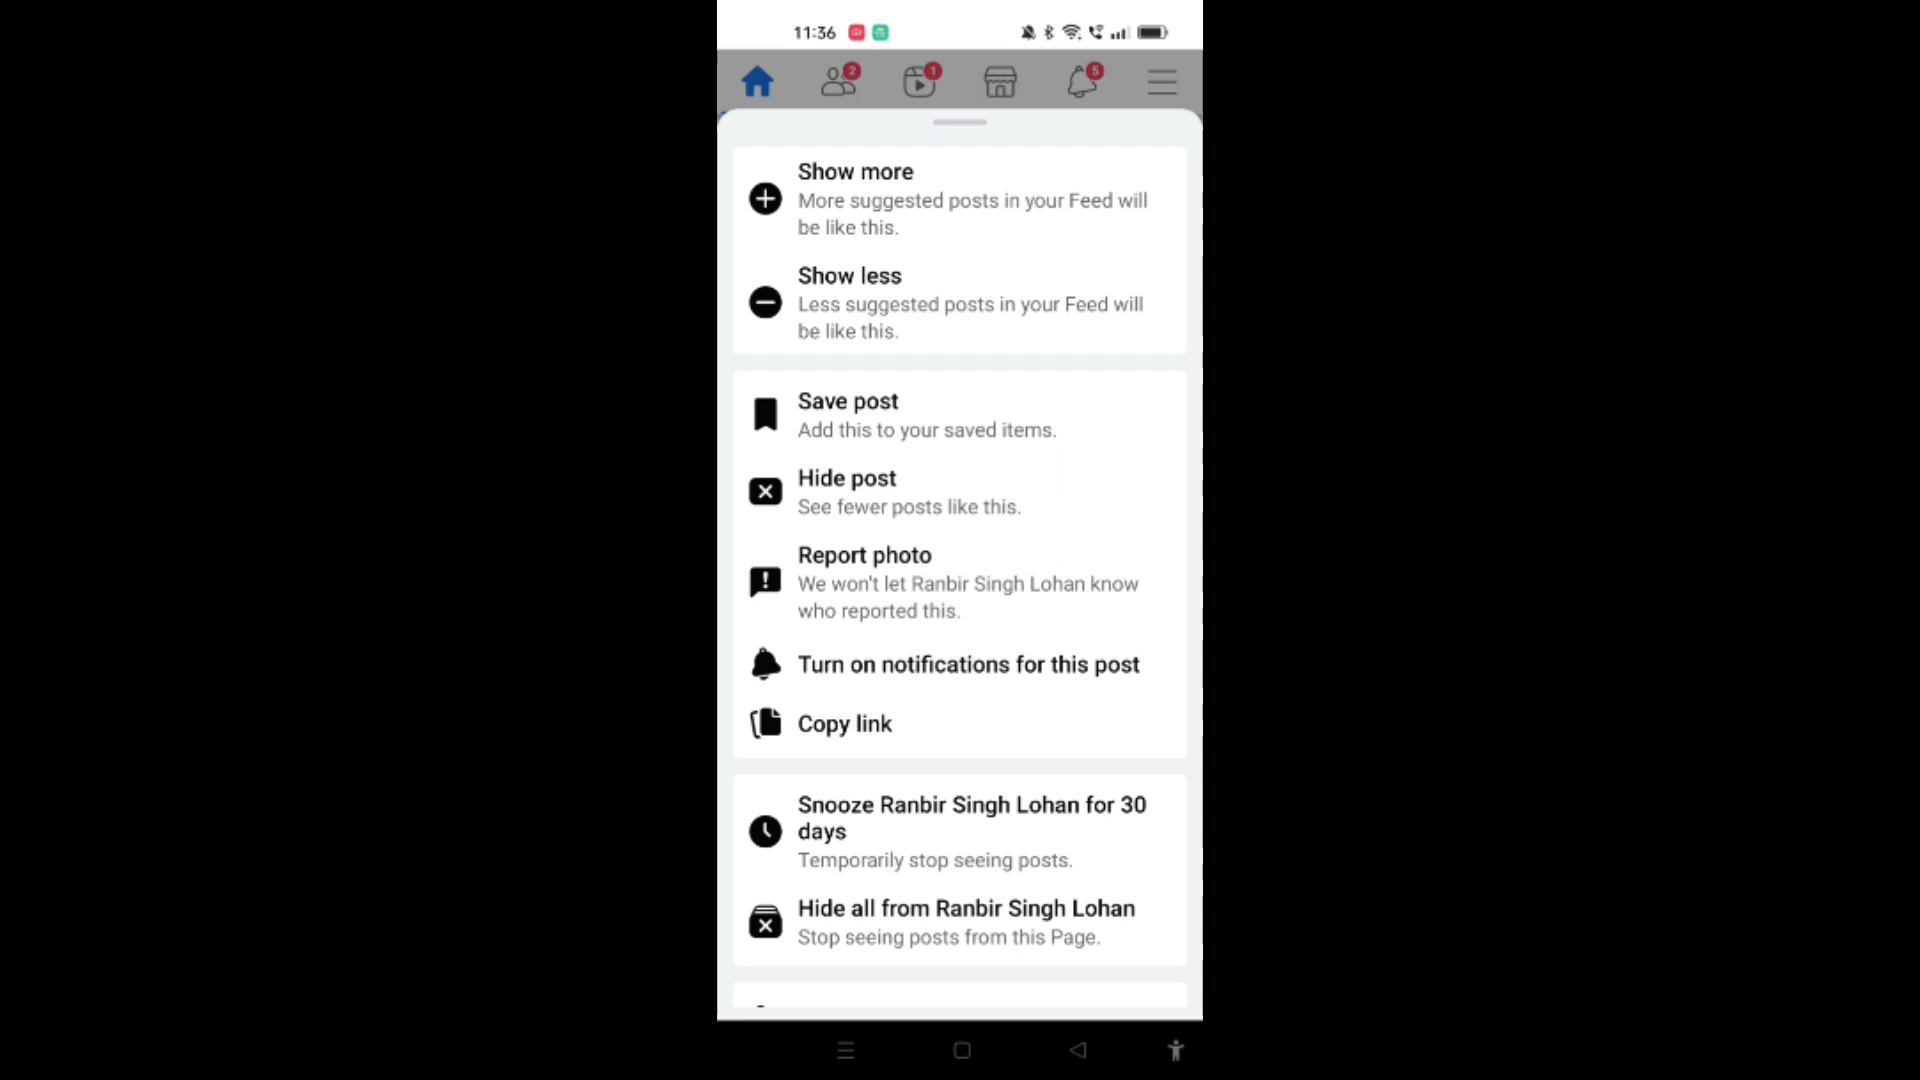 11:36
2
1
5
Show more
More suggested posts in your Feed will
be like this.
Show less
Less suggested posts in your Feed will
be like this.
Save post
Add this to your saved items.
Hide post
See fewer posts like this.
Report photo
We won't let Ranbir Singh Lohan know
who reported this.
Turn on notifications for this post
Copy link
Snooze Ranbir Singh Lohan for 30
days
Temporarily stop seeing posts.
Hide all from Ranbir Singh Lohan
Stop seeing posts from this Page.